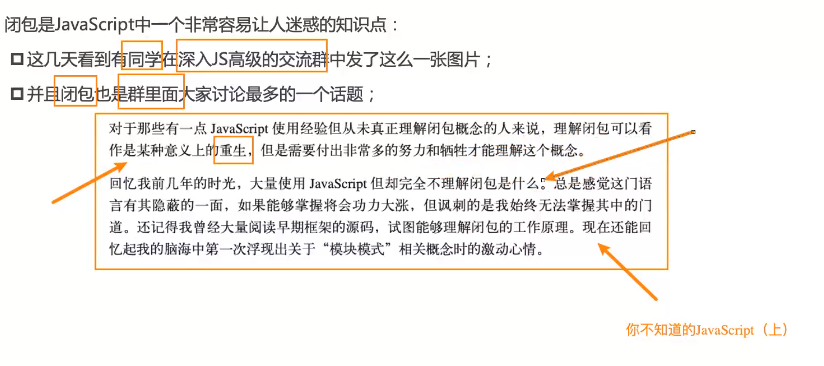 闭包是JavaScript中一个非常容易让人迷惑的知识点：
这几天看到有同学在深入JS高级的交流群中发了这么一张图片；
并且闭包也是群里面大家讨论最多的一个话题；
对于那些有一点 JavaScript 使用经验但从未真正理解闭包概念的人来说，理解闭包可以看
作是某种意义上的重生，但是需要付出非常多的努力和牺牲才能理解这个概念。
回忆我前几年的时光，大量使用 JavaScript 但却完全不理解闭包是什么。总是感觉这门语
言有其隐蔽的一面，如果能够掌握将会功力大涨，但讽刺的是我始终无法掌握其中的门
道。还记得我曾经大量阅读早期框架的源码，试图能够理解闭包的工作原理。现在还能回
忆起我的脑海中第一次浮现出关于“模块模式”相关概念时的激动心情。
你不知道的JavaScript（上）